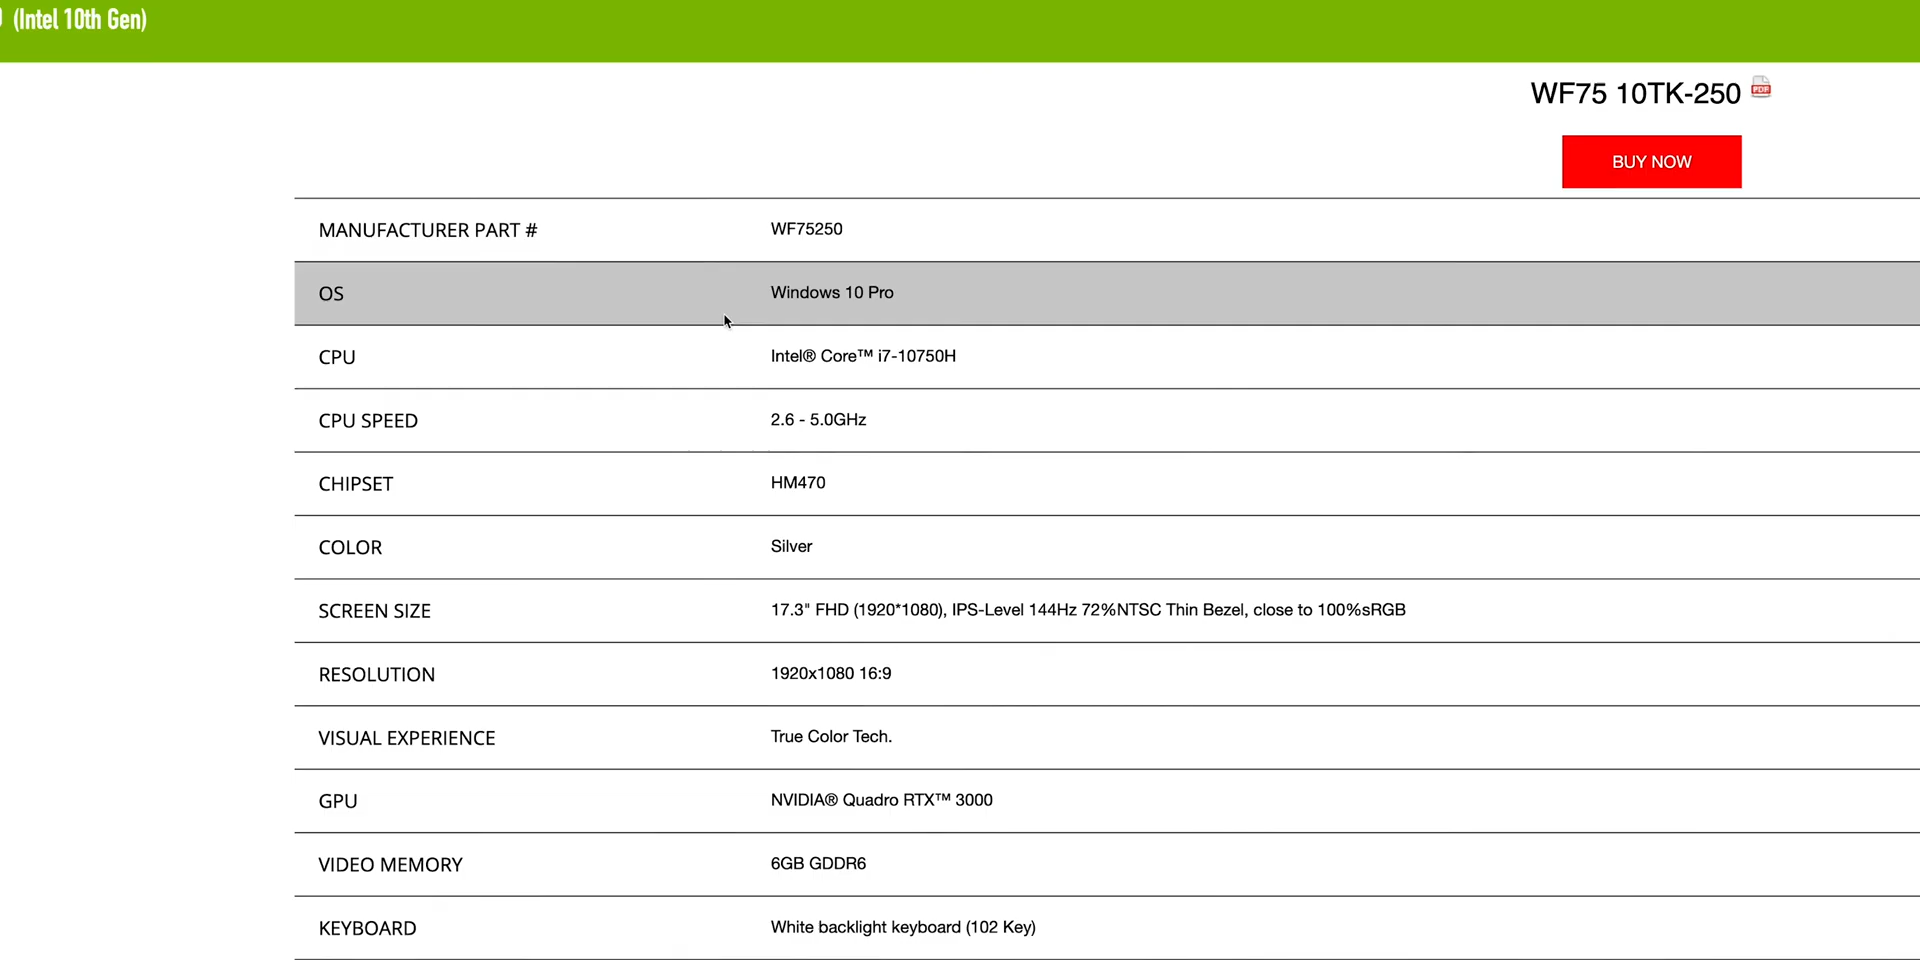 (Intel 10th Gen)
WF75 10TK-250
PDF
BUY NOW
MANUFACTURER PART # WF75250
OS Windows 10 Pro
CPU Intel® Core™ i7-10750H
CPU SPEED 2.6 - 5.0GHz
CHIPSET HM470
COLOR Silver
SCREEN SIZE 17.3" FHD (1920*1080), IPS-Level 144Hz 72%NTSC Thin Bezel, close to 100%sRGB
RESOLUTION 1920x1080 16:9
VISUAL EXPERIENCE True Color Tech.
GPU NVIDIA® Quadro RTX™ 3000
VIDEO MEMORY 6GB GDDR6
KEYBOARD White backlight keyboard (102 Key)